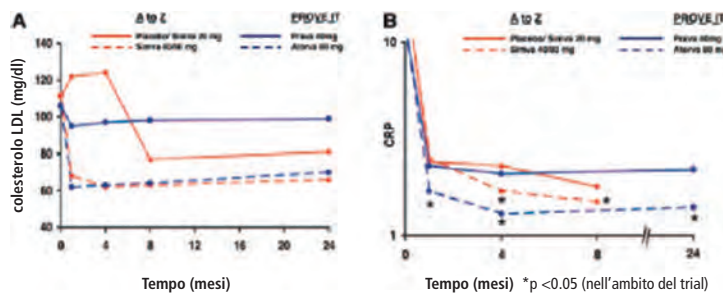 A
A to Z
PROVE IT
Placebo/ Simva 20 mg
Prava 40mg
Simva 40/80 mg
Atorva 80 mg
colesterolo LDL (mg/dl)
140
120
100
80
60
40
0 4 8 12 16 20 24
Tempo (mesi)
B
A to Z
PROVE IT
Placebo/ Simva 20 mg
Prava 40mg
Simva 40/80 mg
Atorva 80 mg
CRP
10
1
* * * * *
0 4 8 24
Tempo (mesi) *p <0.05 (nell'ambito del trial)